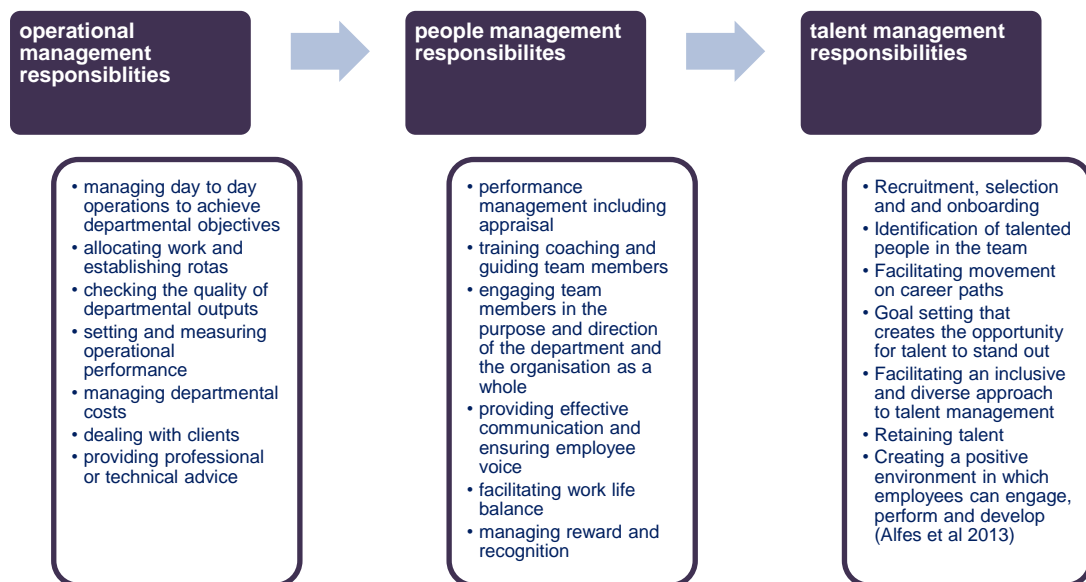 operational
management
responsiblities
people management
responsibilites
talent management
responsibilities
• managing day to day
operations to achieve
departmental objectives
• allocating work and
establishing rotas
• checking the quality of
departmental outputs
• setting and measuring
operational
performance
• managing departmental
costs
• dealing with clients
• providing professional
or technical advice
• performance
management including
appraisal
• training coaching and
guiding team members
• engaging team
members in the
purpose and direction
of the department and
the organisation as a
whole
• providing effective
communication and
ensuring employee
voice
• facilitating work life
balance
• managing reward and
recognition
• Recruitment, selection
and and onboarding
• Identification of talented
people in the team
• Facilitating movement
on career paths
• Goal setting that
creates the opportunity
for talent to stand out
• Facilitating an inclusive
and diverse approach
to talent management
• Retaining talent
• Creating a positive
environment in which
employees can engage,
perform and develop
(Alfes et al 2013)